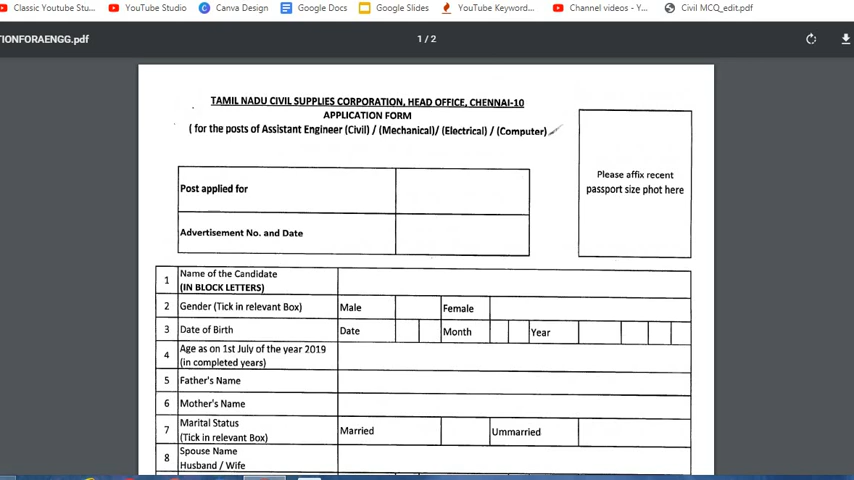 Classic Youtube Stu... YouTube Studio Canva Design Google Docs Google Slides YouTube Keyword... Channel videos - Y... Civil MCQ_edit.pdf
TIONFORAENGG.pdf 1 / 2
TAMIL NADU CIVIL SUPPLIES CORPORATION, HEAD OFFICE, CHENNAI-10
APPLICATION FORM
( for the posts of Assistant Engineer (Civil) / (Mechanical)/ (Electrical) / (Computer)
Please affix recent
passport size phot here
Post applied for
Advertisement No. and Date
1 Name of the Candidate
(IN BLOCK LETTERS)
2 Gender (Tick in relevant Box) Male Female
3 Date of Birth Date Month Year
4 Age as on 1st July of the year 2019
(in completed years)
5 Father's Name
6 Mother's Name
7 Marital Status
(Tick in relevant Box) Married Unmarried
8 Spouse Name
Husband / Wife